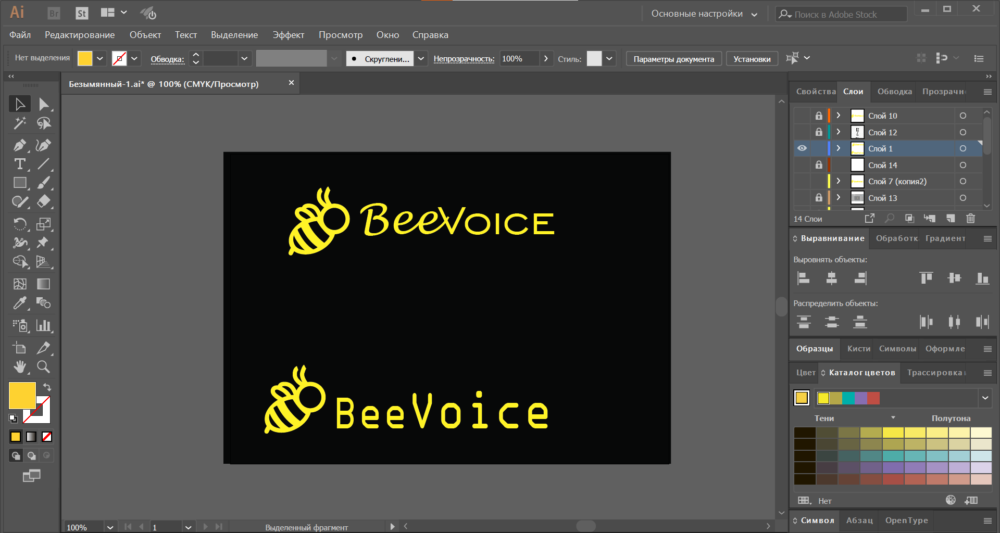 Ai Br St Основные настройки Поиск в Adobe Stock
Файл Редактирование Объект Текст Выделение Эффект Просмотр Окно Справка
Нет выделения Обводка: Скруглени... Непрозрачность: 100% Стиль: Параметры документа Установки
Безымянный-1.ai* @ 100% (CMYK/Просмотр)
Свойства Слои Обводка Прозрачн
Слой 10
Слой 12
Слой 1
Слой 14
Слой 7 (копия2)
Слой 13
14 Слои
BeeVoice
Выравнивание Обработк Градиент
Выровнять объекты:
Распределить объекты:
Образцы Кисти Символы Оформле
Цвет Каталог цветов Трассировка
BeeVoice
Тени Полутона
Нет
Символ Абзац OpenType
100% 1 Выделенный фрагмент